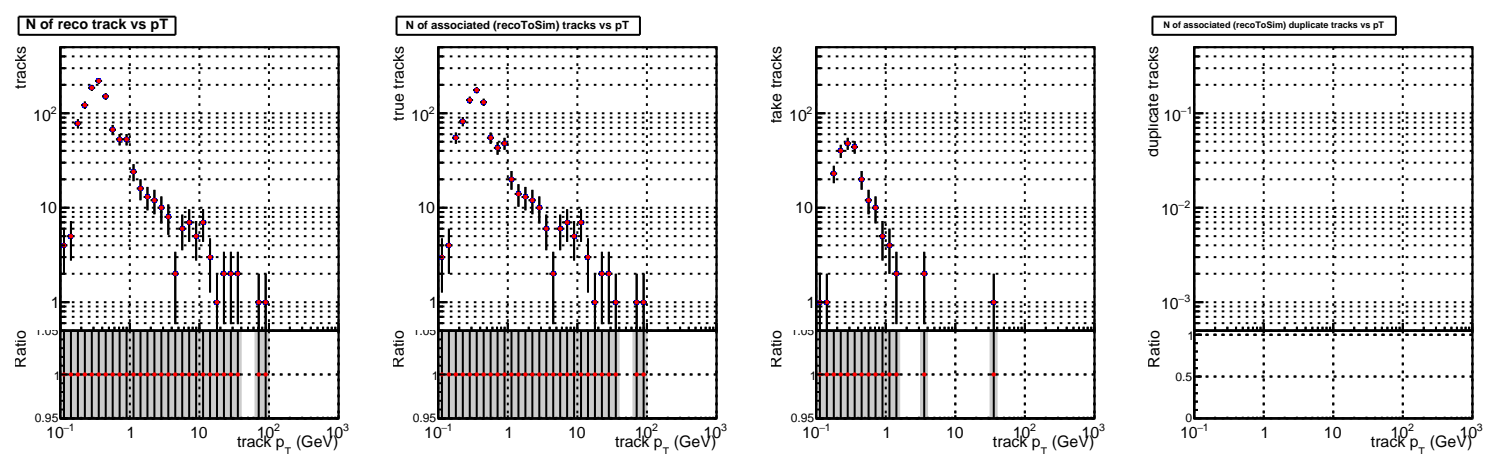 N of reco track vs pT
tracks
10²
10
1
Ratio
1.05
1
0.95
10⁻¹ 1 10 10² 10³
track p_T (GeV)
N of associated (recoToSim) tracks vs pT
true tracks
10²
10
1
Ratio
1.05
1
0.95
10⁻¹ 1 10 10² 10³
track p_T (GeV)
fake tracks
10²
10
1
Ratio
1.05
1
0.95
10⁻¹ 1 10 10² 10³
track p_T (GeV)
N of associated (recoToSim) duplicate tracks vs pT
duplicate tracks
10⁻¹
10⁻²
10⁻³
Ratio
1
0.5
0
10⁻¹ 1 10 10² 10³
track p_T (GeV)